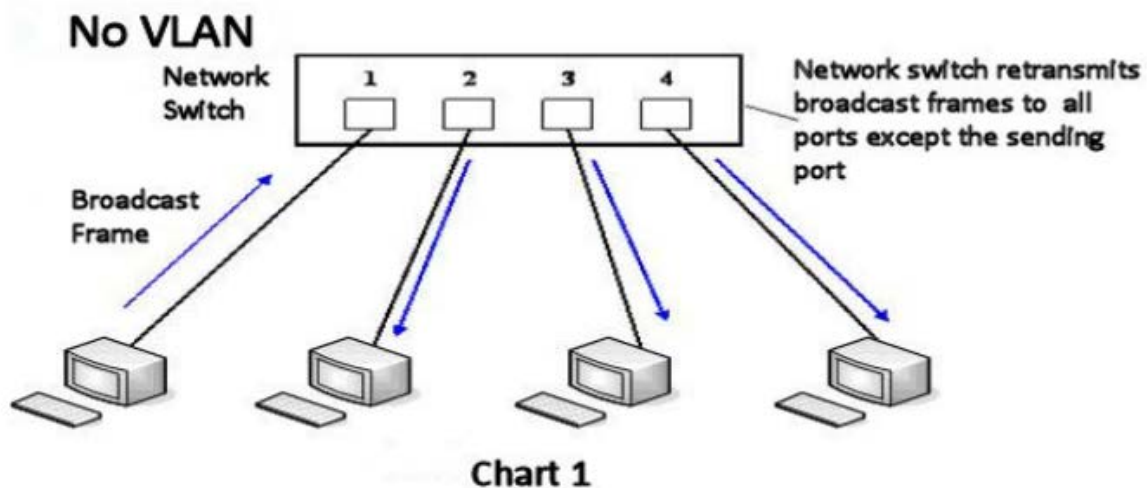 No VLAN
Network
Switch
1 2 3 4
Network switch retransmits
broadcast frames to all
ports except the sending
port
Broadcast
Frame
Chart 1